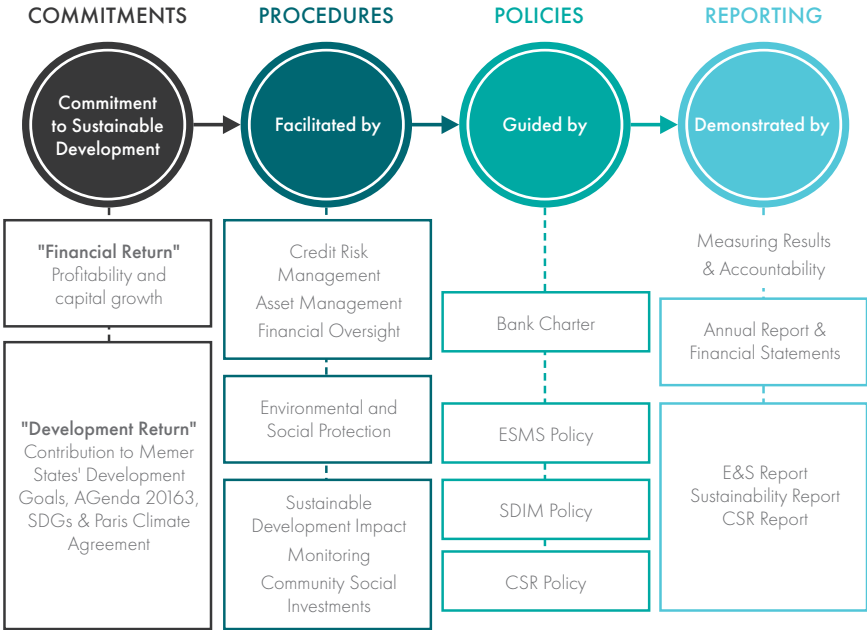 COMMITMENTS
PROCEDURES
POLICIES
REPORTING
Commitment
to Sustainable
Development
Facilitated by
Guided by
Demonstrated by
"Financial Return"
Profitability and
capital growth
"Development Return"
Contribution to Memer
States' Development
Goals, AGenda 20163,
SDGs & Paris Climate
Agreement
Credit Risk
Management
Asset Management
Financial Oversight
Environmental and
Social Protection
Sustainable
Development Impact
Monitoring
Community Social
Investments
Bank Charter
ESMS Policy
SDIM Policy
CSR Policy
Measuring Results
& Accountability
Annual Report &
Financial Statements
E&S Report
Sustainability Report
CSR Report